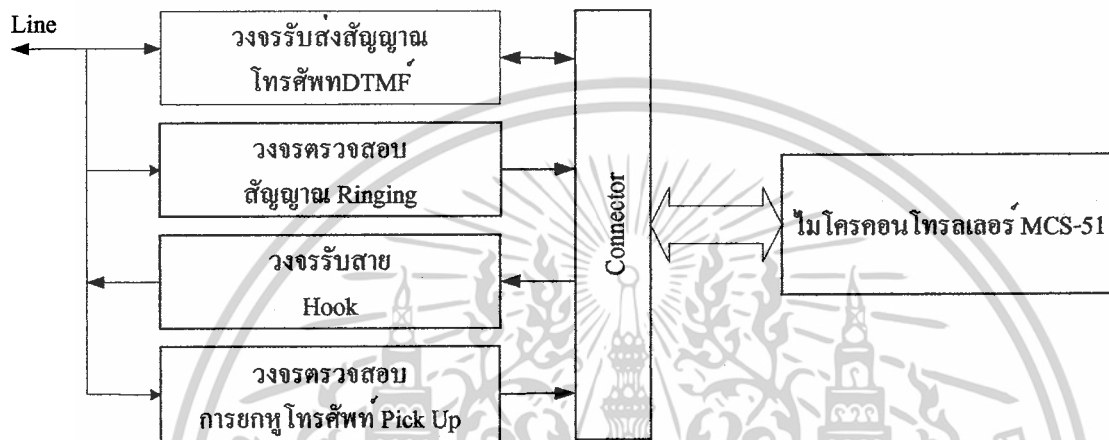 Line
วงจรรับส่งสัญญาณ
โทรศัพท์DTMF
วงจรตรวจสอบ
สัญญาณ Ringing
วงจรรับสาย
Hook
วงจรตรวจสอบ
การยกหูโทรศัพท์ Pick Up
Connector
ไมโครคอนโทรลเลอร์ MCS-51